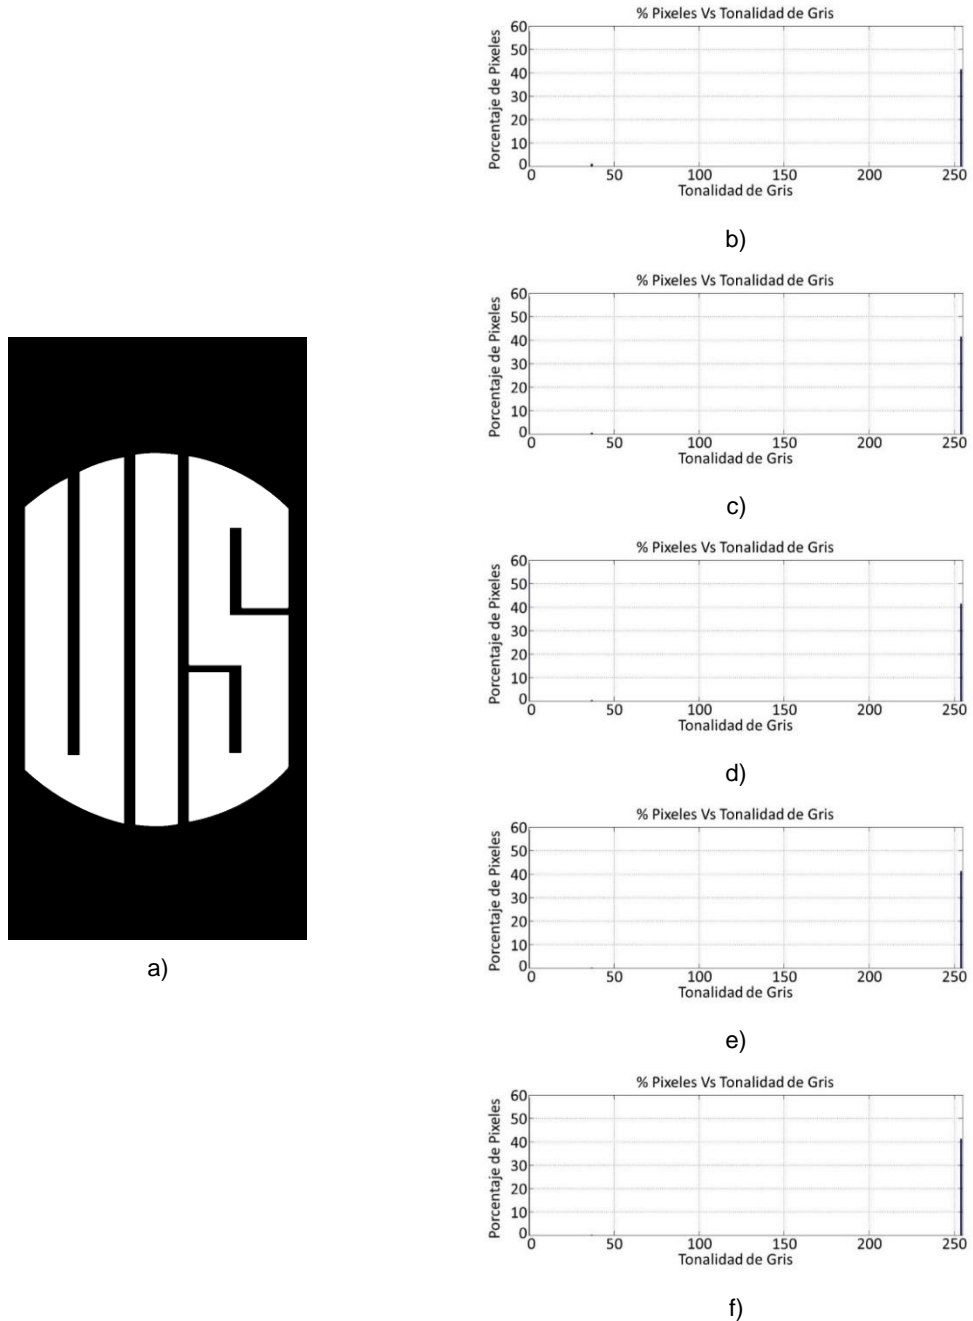 UIS
a)
% Pixeles Vs Tonalidad de Gris
Porcentaje de Pixeles
60
50
40
30
20
10
0
0 50 100 150 200 250
Tonalidad de Gris
b)
% Pixeles Vs Tonalidad de Gris
Porcentaje de Pixeles
60
50
40
30
20
10
0
0 50 100 150 200 250
Tonalidad de Gris
c)
% Pixeles Vs Tonalidad de Gris
Porcentaje de Pixeles
60
50
40
30
20
10
0
0 50 100 150 200 250
Tonalidad de Gris
d)
% Pixeles Vs Tonalidad de Gris
Porcentaje de Pixeles
60
50
40
30
20
10
0
0 50 100 150 200 250
Tonalidad de Gris
e)
% Pixeles Vs Tonalidad de Gris
Porcentaje de Pixeles
60
50
40
30
20
10
0
0 50 100 150 200 250
Tonalidad de Gris
f)